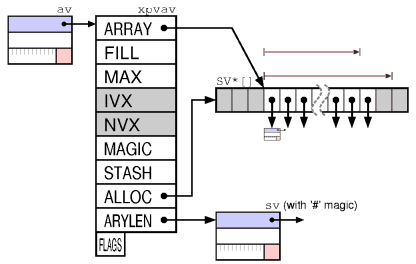 av
xpvav
ARRAY
FILL
MAX
IVX
NVX
MAGIC
STASH
ALLOC
ARYLEN
FLAGS
SV*[]
sv (with '#' magic)